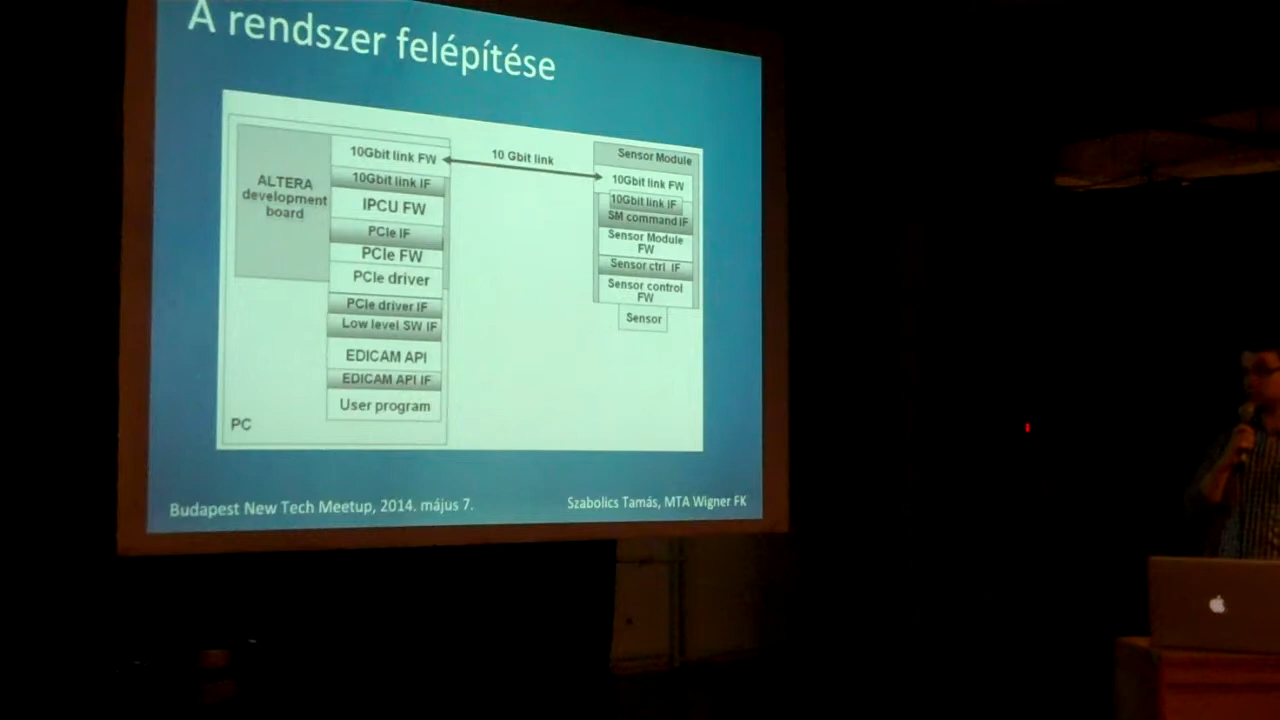 A rendszer felépítése
10Gbit link FW
10Gbit link IF
IPCU FW
PCIe IF
PCIe FW
PCIe driver
PCIe driver IF
Low level SW IF
EDICAM API
EDICAM API IF
User program
ALTERA
development
board
PC
10 Gbit link
Sensor Module
10Gbit link FW
10Gbit link IF
SM command IF
Sensor Module
FW
Sensor ctrl IF
Sensor control
FW
Sensor
Budapest New Tech Meetup, 2014. május 7.
Szabolics Tamás, MTA Wigner FK